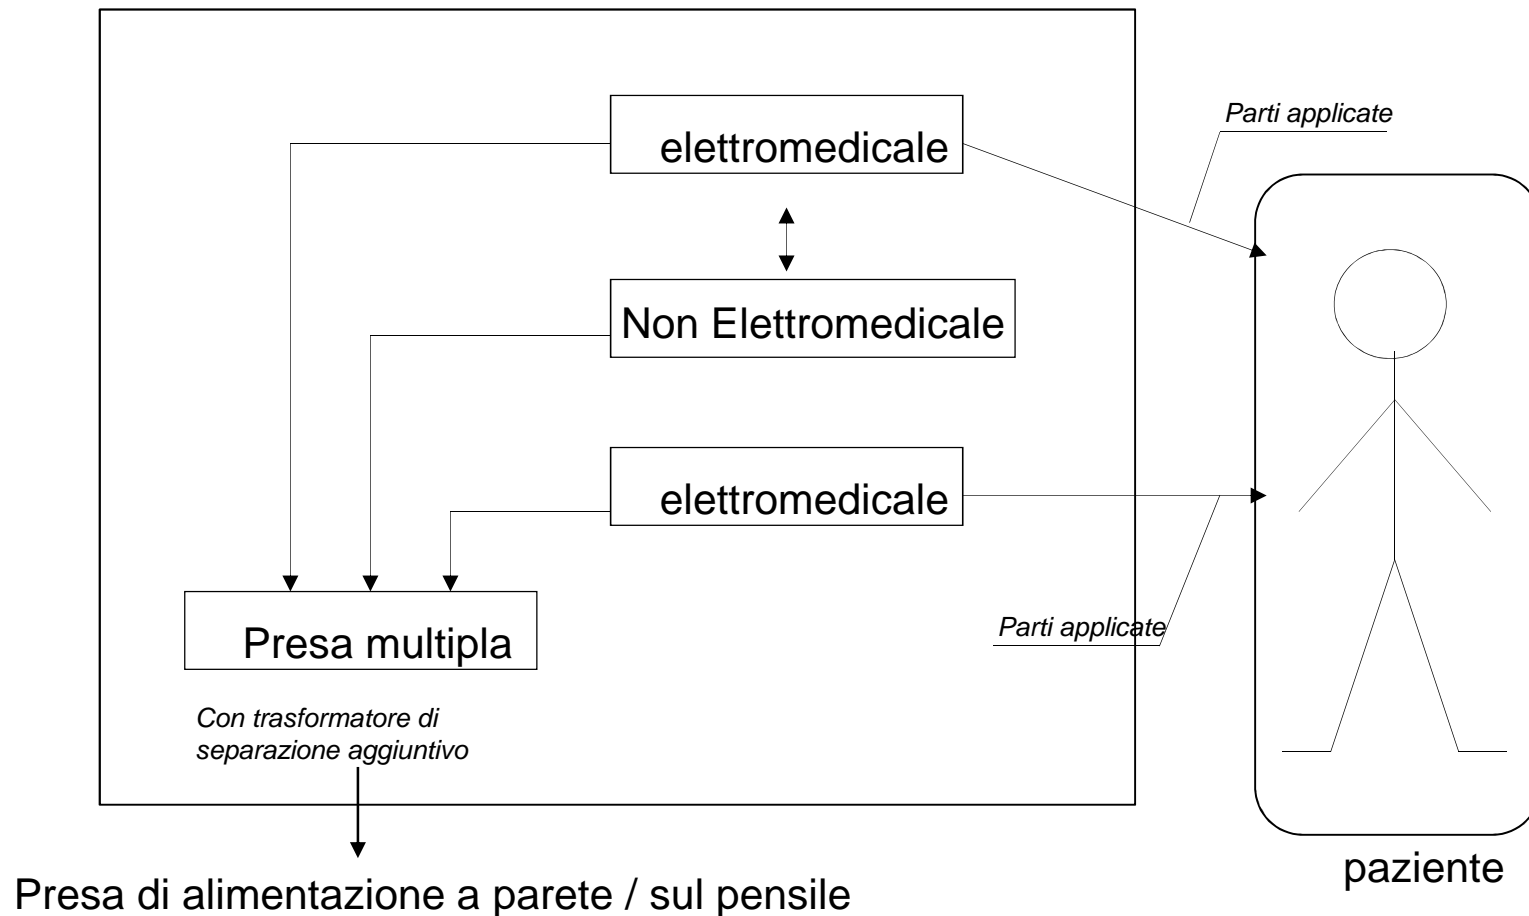 elettromedicale
Parti applicate
Non Elettromedicale
elettromedicale
Parti applicate
Presa multipla
Con trasformatore di
separazione aggiuntivo
paziente
Presa di alimentazione a parete / sul pensile